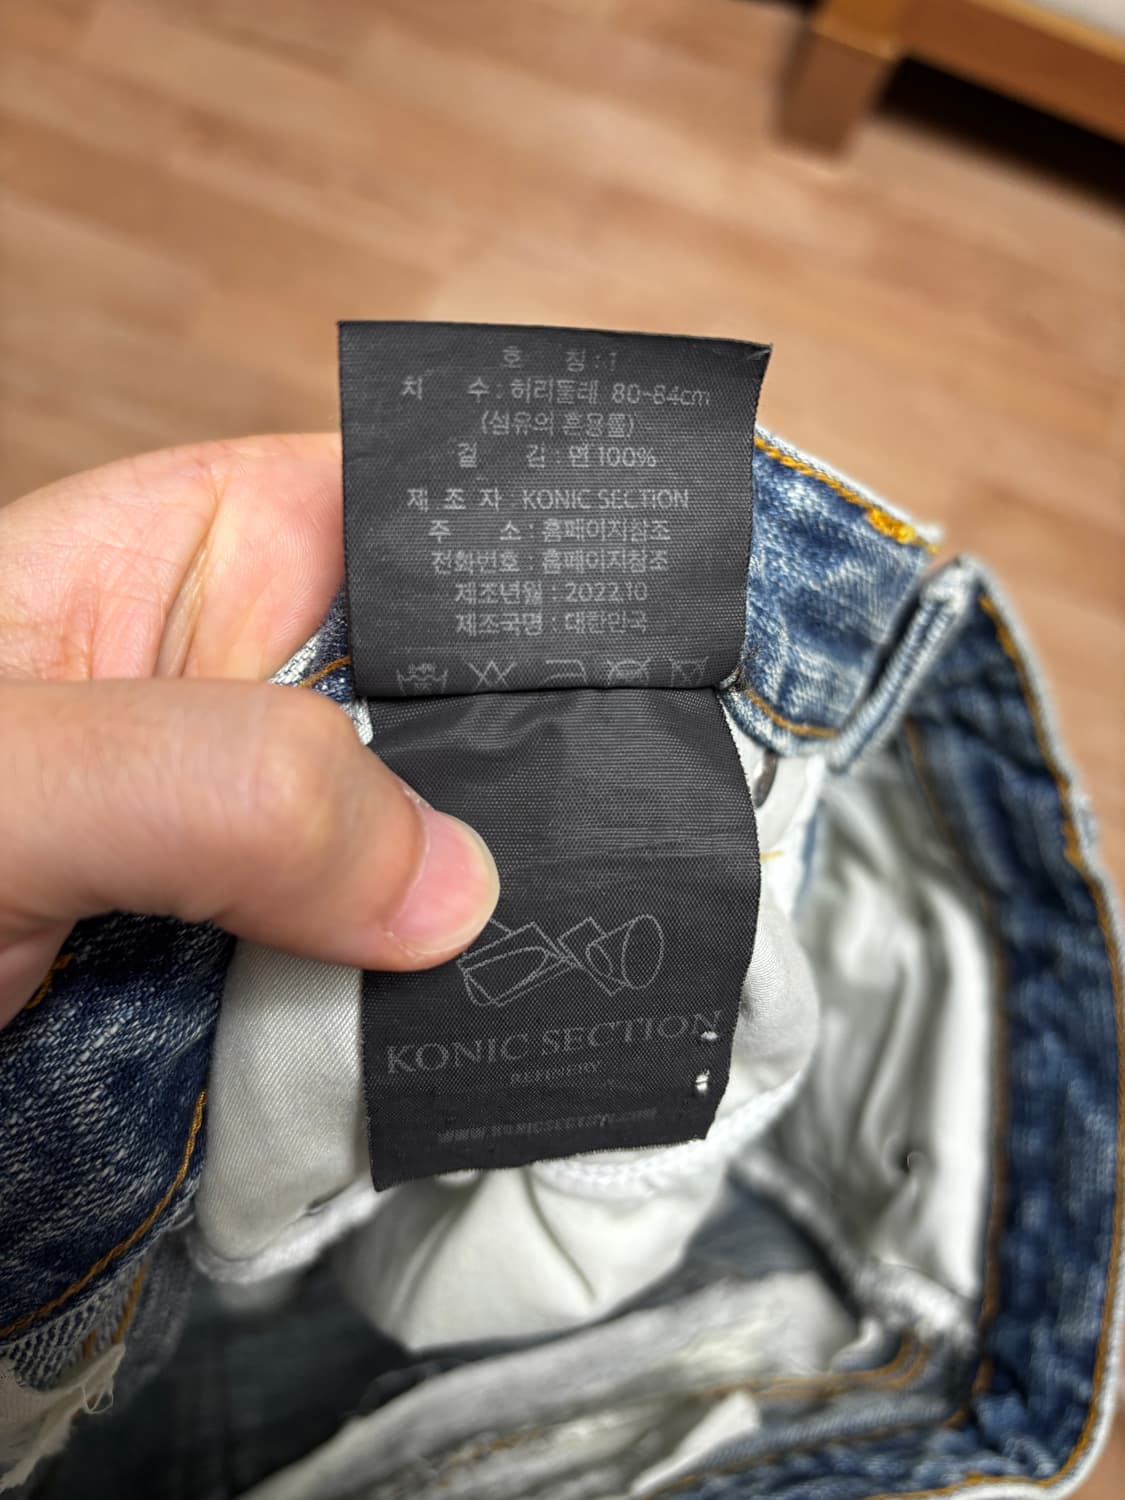 호 칭 : 1
치 수 : 허리둘레 80-84cm
(섬유의 혼용률)
겉 감 : 면 100%
제 조 자 : KONIC SECTION
주 소 : 홈페이지참조
전화번호 : 홈페이지참조
제조년월 : 2022.10
제조국명 : 대한민국
KONIC SECTION
REFINERY